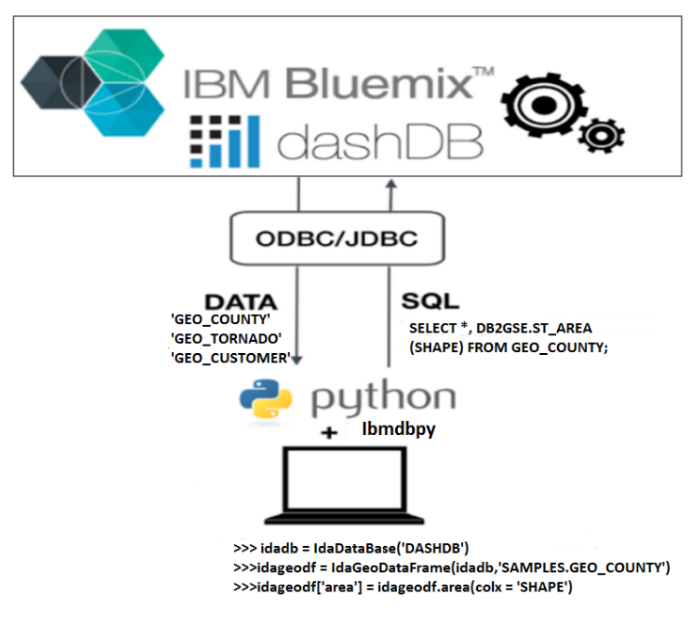 IBM Bluemix™
dashDB
ODBC/JDBC
DATA
'GEO_COUNTY'
'GEO_TORNADO'
'GEO_CUSTOMER'
SQL
SELECT *, DB2GSE.ST_AREA
(SHAPE) FROM GEO_COUNTY;
python
+ Ibmdbpy
>>> idadb = IdaDataBase('DASHDB')
>>>idageodf = IdaGeoDataFrame(idadb,'SAMPLES.GEO_COUNTY')
>>>idageodf['area'] = idageodf.area(colx = 'SHAPE')